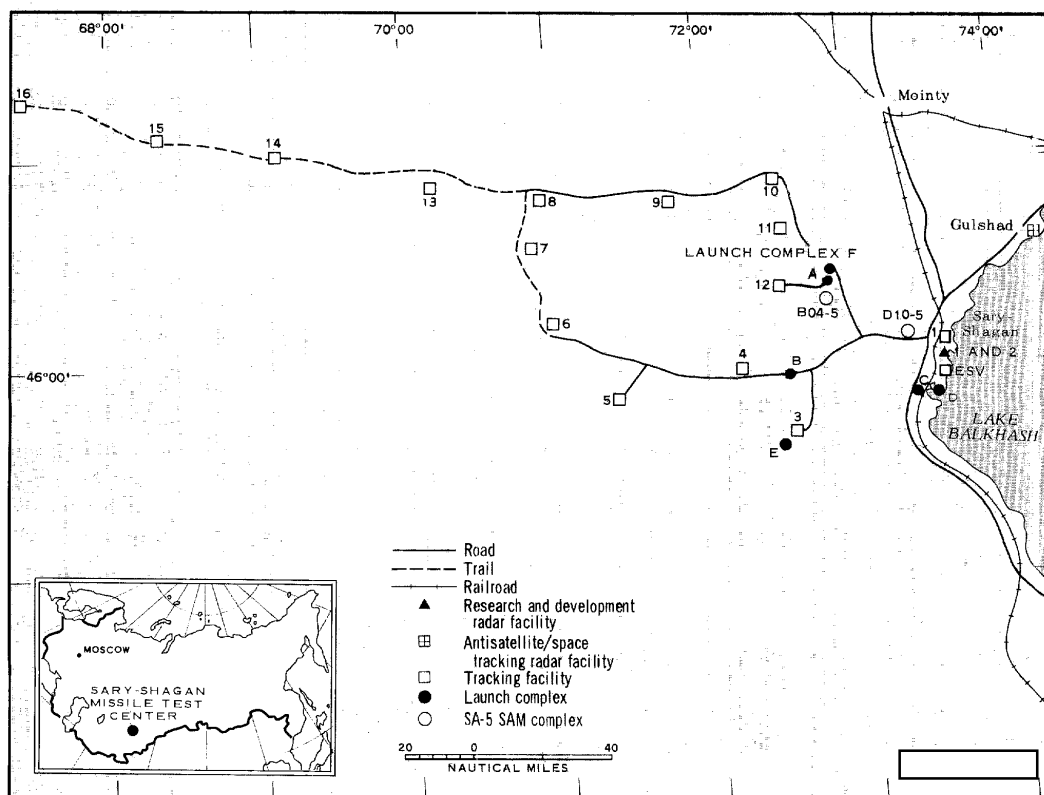 68°00'
70°00'
72°00'
74°00'
16
15
14
13
8
9
10
Mointy
7
11
Gulshad
LAUNCH COMPLEX F
12
A
B04-5
D10-5
Sary-
Shagan
1
1 AND 2
ESV
6
4
B
46°00'
5
3
C
D
E
LAKE
BALKHASH
Road
Trail
Railroad
Research and development
radar facility
Antisatellite/space
tracking radar facility
Tracking facility
Launch complex
SA-5 SAM complex
20 0 40
NAUTICAL MILES
MOSCOW
SARY-SHAGAN
MISSILE TEST
CENTER